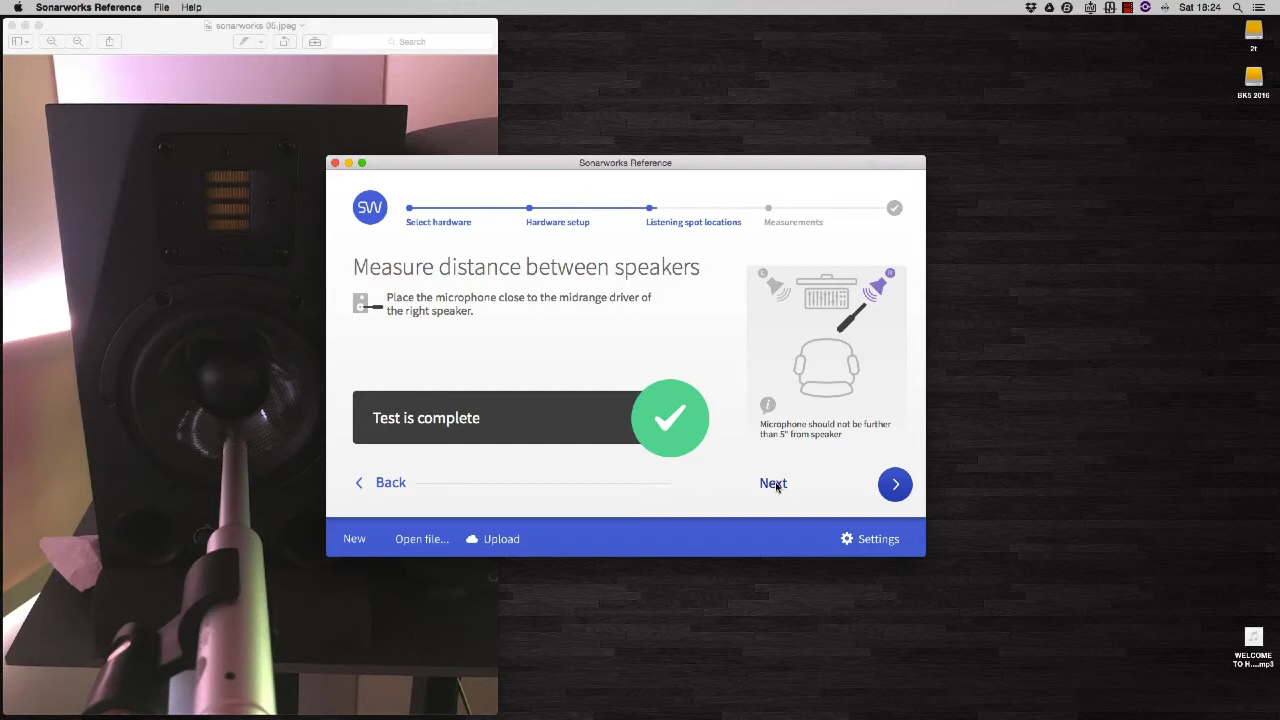 Sonarworks Reference File Help
Sat 18:24
sonarworks 05.jpeg
Search
2t
BK5 2016
Sonarworks Reference
SW
Select hardware Hardware setup Listening spot locations Measurements
Measure distance between speakers
Place the microphone close to the midrange driver of
the right speaker.
L R
Test is complete
i
Microphone should not be further
than 5" from speaker
Back
Next
New Open file... Upload Settings
WELCOME
TO H....mp3